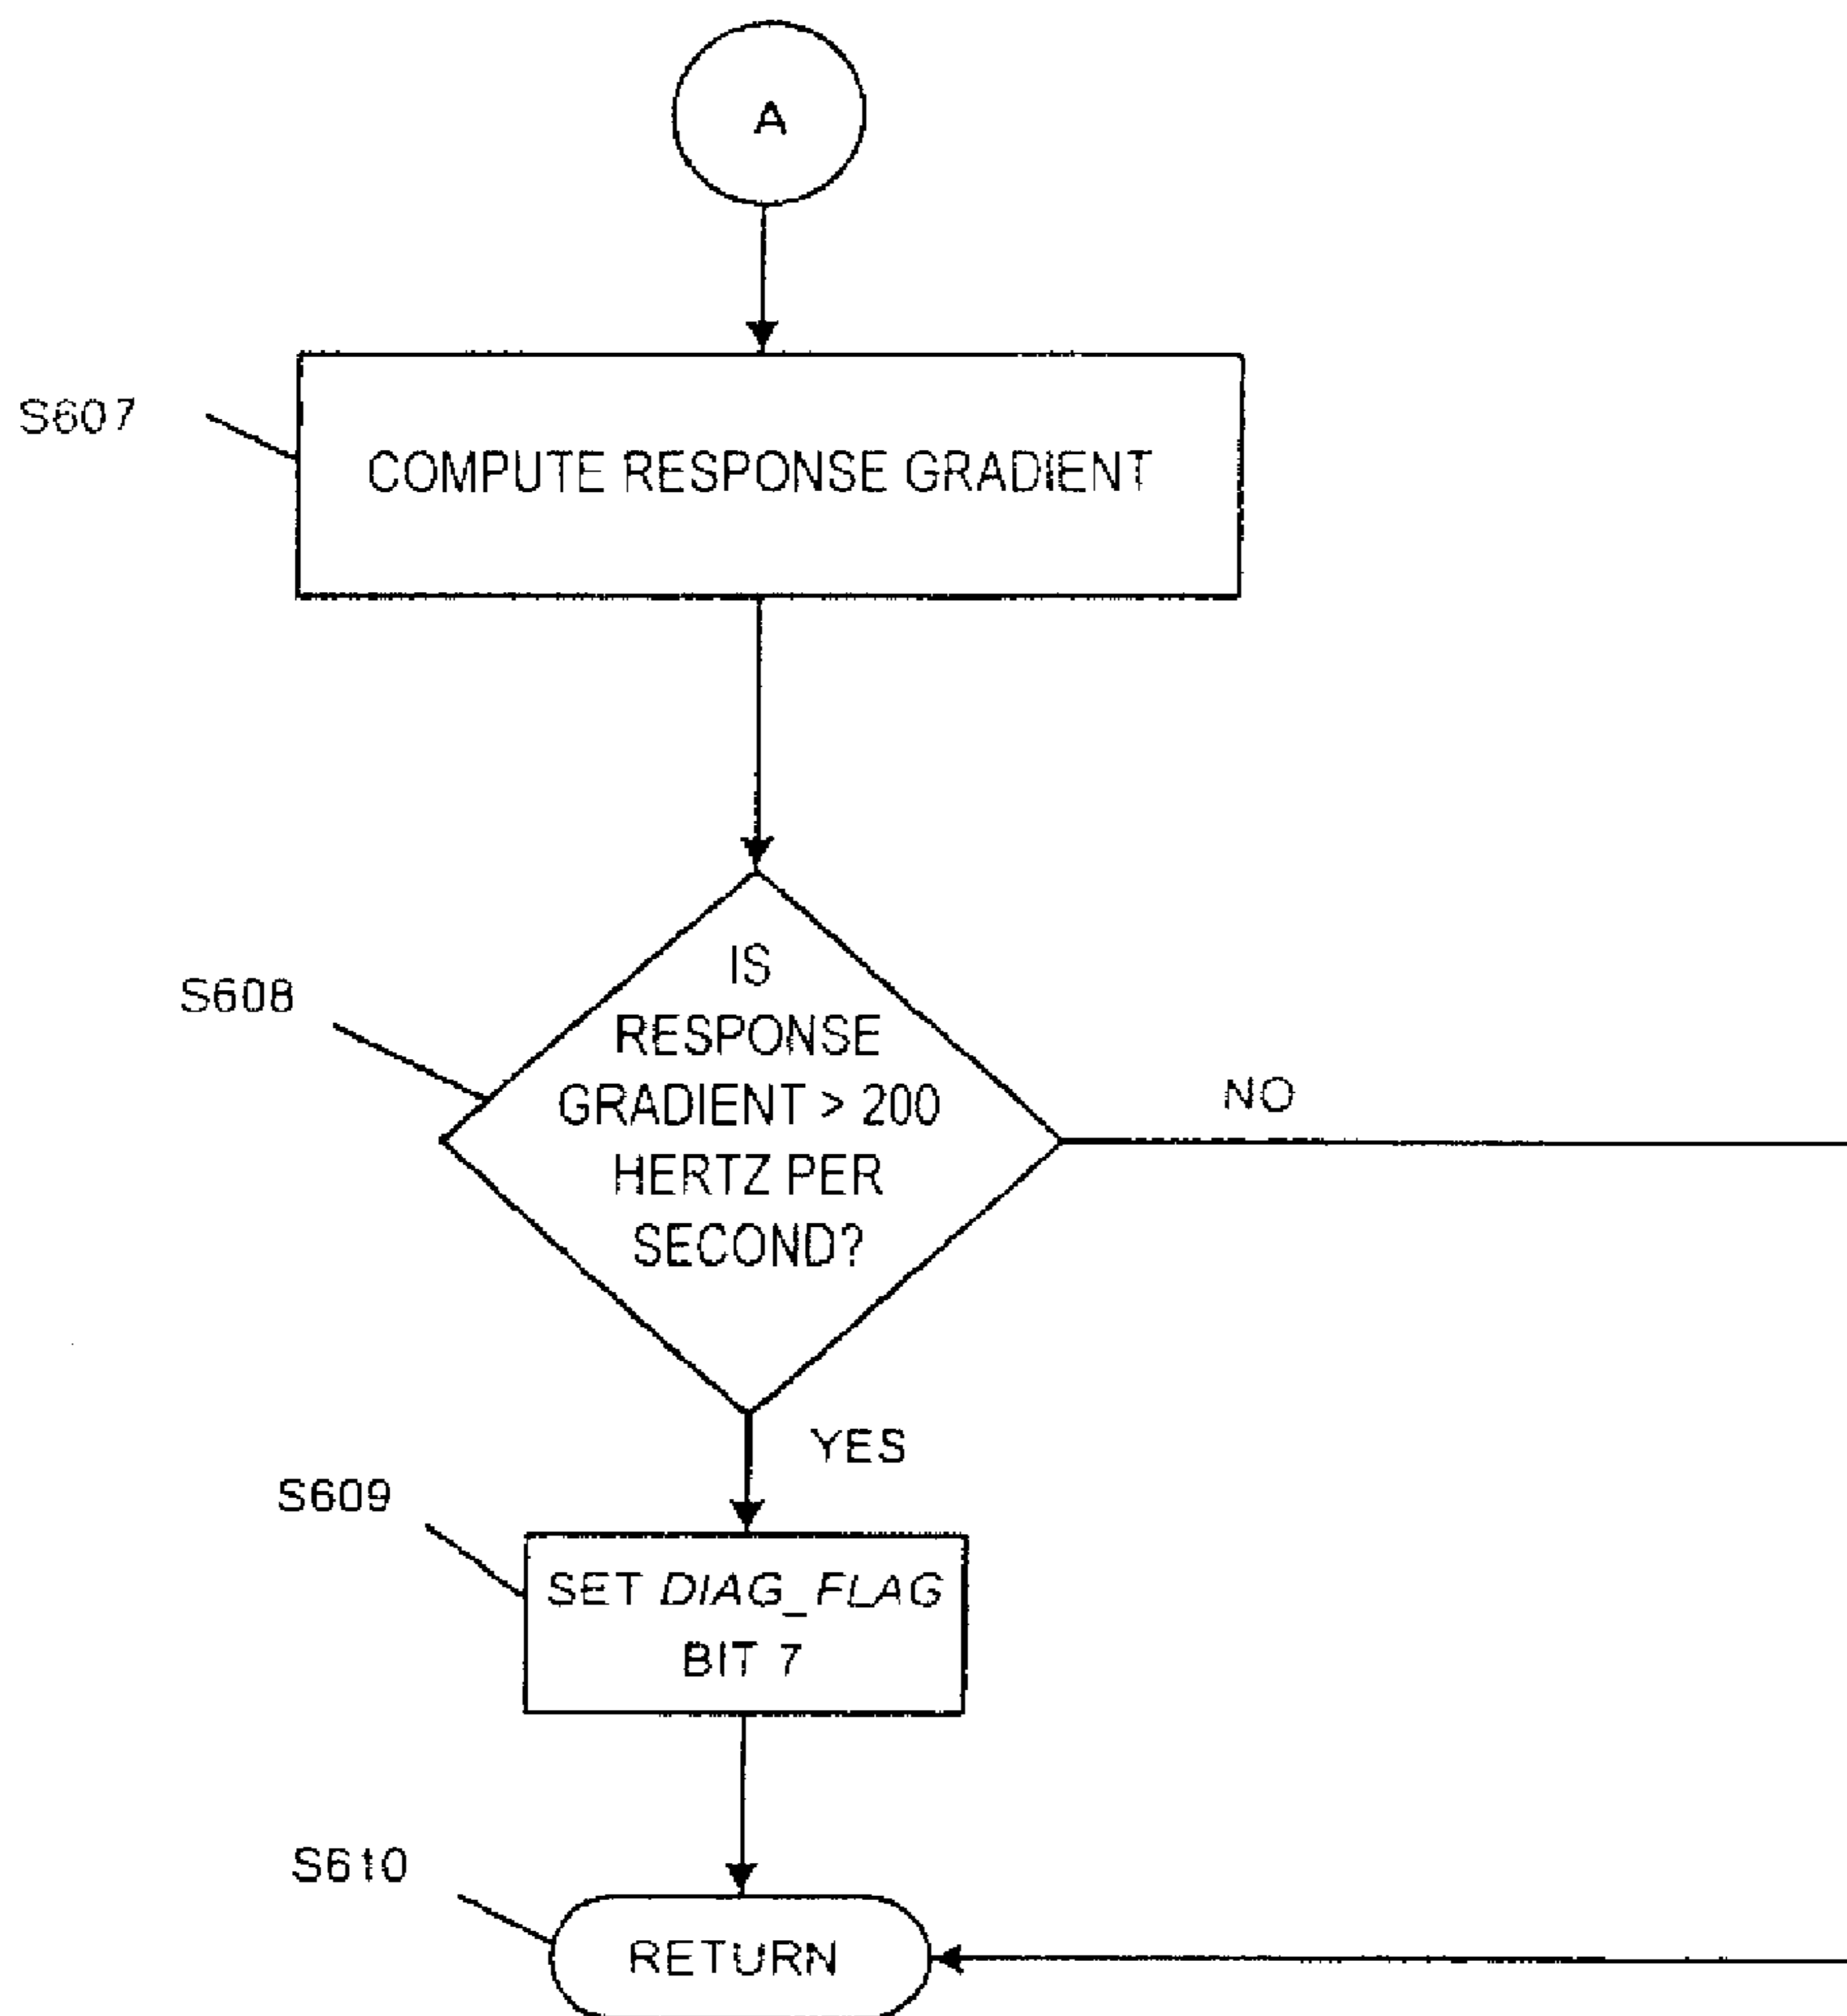 A
S607
COMPUTE RESPONSE GRADIENT
S608
IS
RESPONSE
GRADIENT > 200
HERTZ PER
SECOND?
NO
YES
S609
SET DIAG_FLAG
BIT 7
S610
RETURN